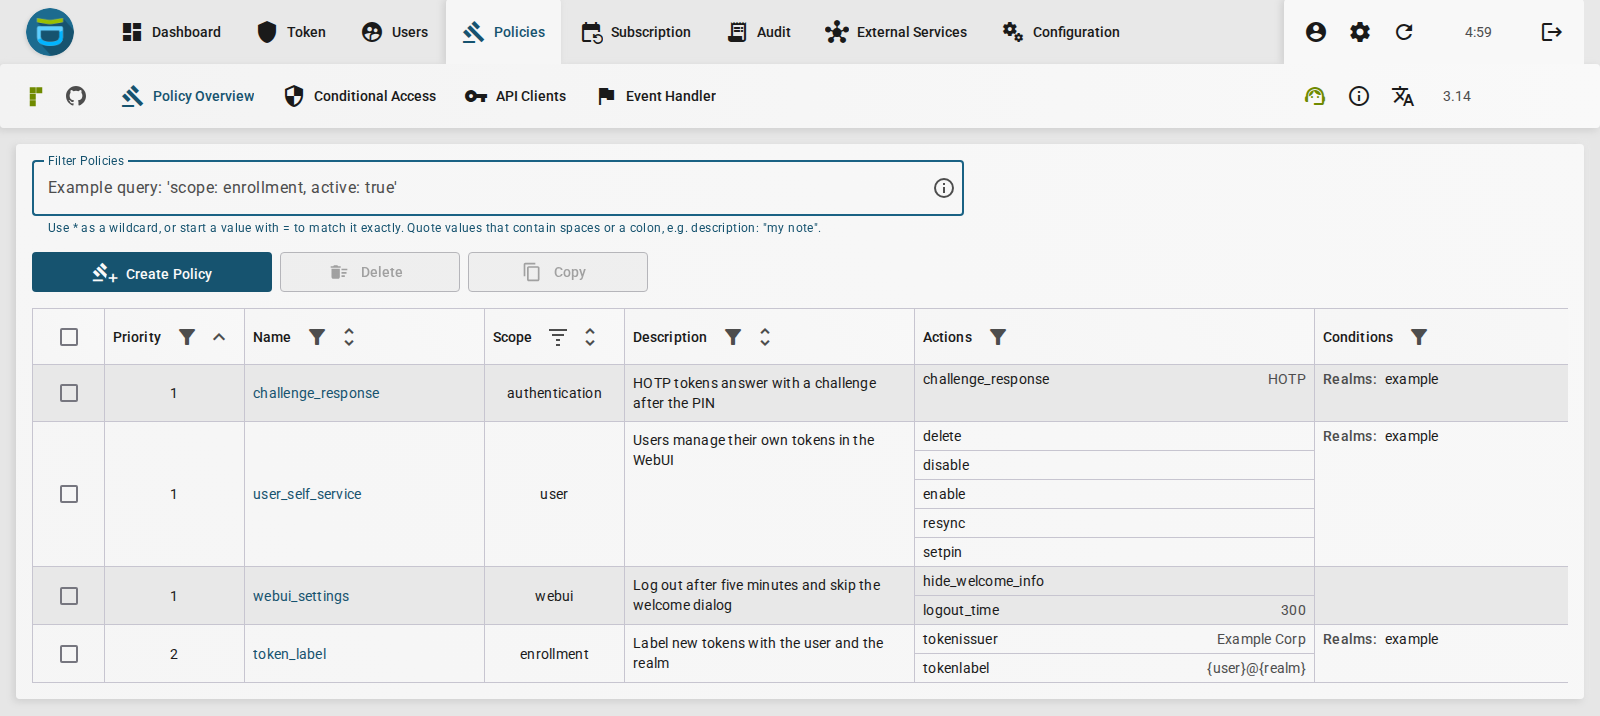 Dashboard Token Users Policies Subscription Audit External Services Configuration 4:59
Policy Overview Conditional Access API Clients Event Handler 3.14
Filter Policies
Example query: 'scope: enrollment, active: true'
Use * as a wildcard, or start a value with = to match it exactly. Quote values that contain spaces or a colon, e.g. description: "my note".
Create Policy Delete Copy
Priority Name Scope Description Actions Conditions
1 challenge_response authentication HOTP tokens answer with a challenge challenge_response HOTP Realms: example
after the PIN
1 user_self_service user Users manage their own tokens in the delete Realms: example
WebUI
disable
enable
resync
setpin
1 webui_settings webui Log out after five minutes and skip the hide_welcome_info
welcome dialog logout_time 300
2 token_label enrollment Label new tokens with the user and the tokenissuer Example Corp Realms: example
realm tokenlabel {user}@{realm}